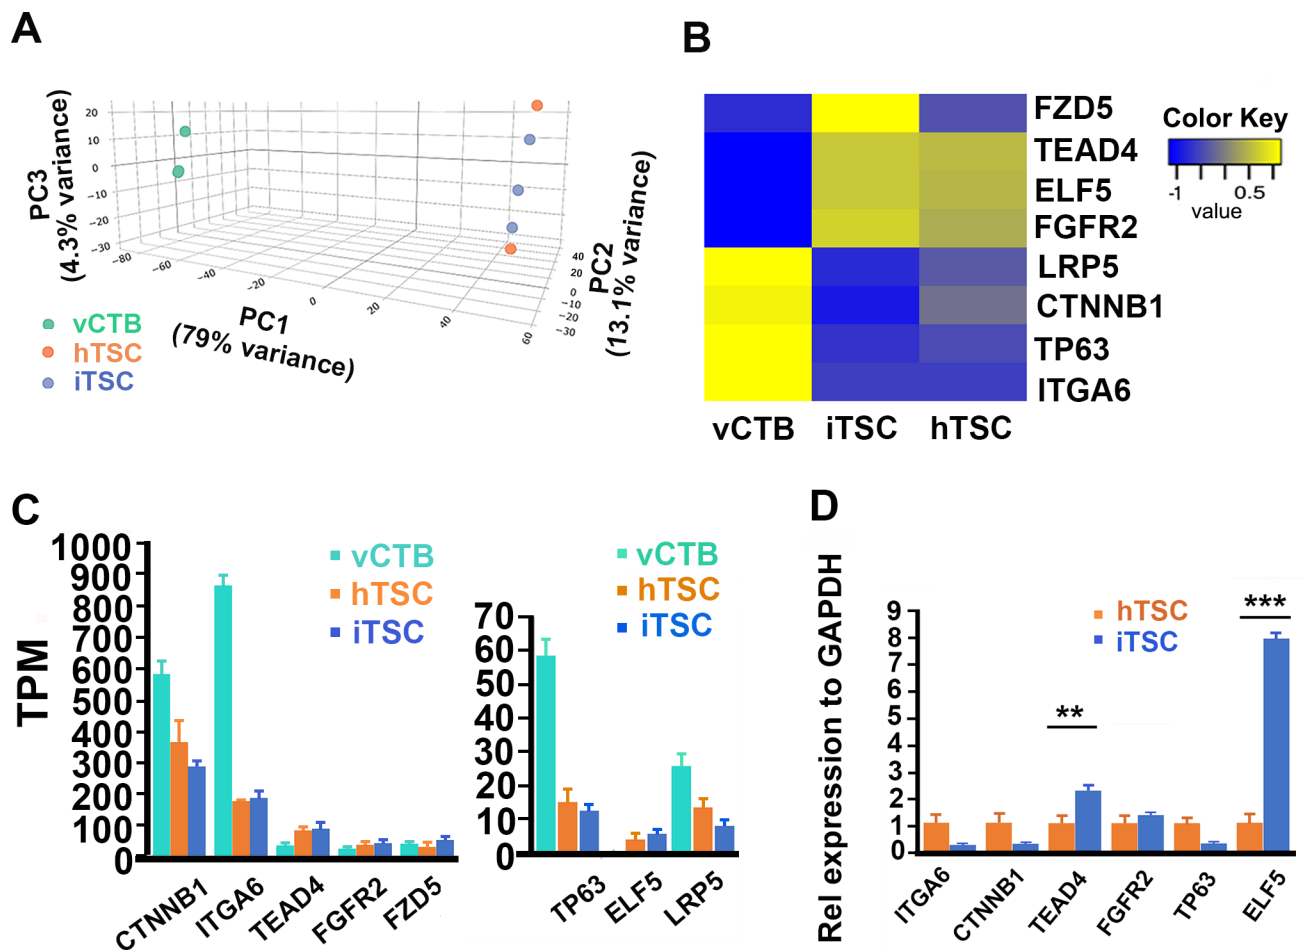 A
20
10
0
−10
−20
−30
PC3
(4.3% variance)
−80
−60
−40
−20
0
20
40
60
PC1
(79% variance)
40
20
0
−10
−20
−30
PC2
(13.1% variance)
vCTB
hTSC
iTSC
B
FZD5
TEAD4
ELF5
FGFR2
LRP5
CTNNB1
TP63
ITGA6
vCTB iTSC hTSC
Color Key
-1 0.5
value
C
TPM
1000
900
800
700
600
500
400
300
200
100
0
vCTB
hTSC
iTSC
CTNNB1
ITGA6
TEAD4
FGFR2
FZD5
70
60
50
40
30
20
10
0
vCTB
hTSC
iTSC
TP63
ELF5
LRP5
D
Rel expression to GAPDH
9
8
7
6
5
4
3
2
1
0
hTSC
iTSC
**
***
ITGA6
CTNNB1
TEAD4
FGFR2
TP63
ELF5